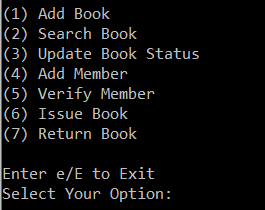 (1) Add Book
(2) Search Book
(3) Update Book Status
(4) Add Member
(5) Verify Member
(6) Issue Book
(7) Return Book
Enter e/E to Exit
Select Your Option: